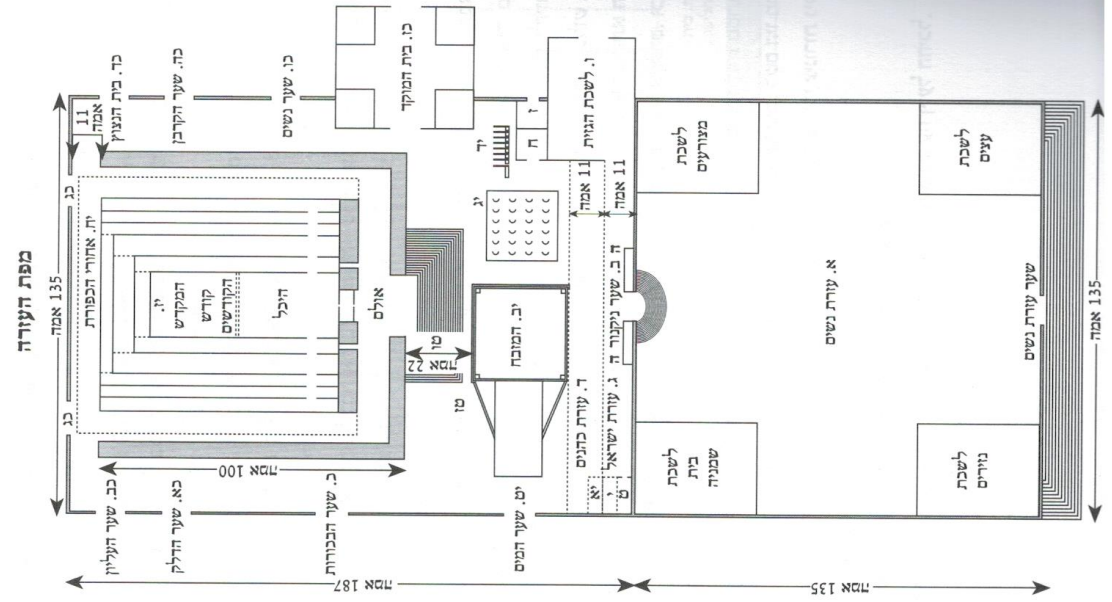 מפת העזרה
135 אמה
11
אמה
כג
כג
יח. אחורי הכפורת
יז.
המקדש
קודש
הקודשים
היכל
אולם
100 אמה
22 אמה
טו
טז
יב. המזבח
יג
יד
כד. בית הניצוץ
כה. שער הקרבן
כו. שער נשים
כז. בית המוקד
ו. לשכת הגזית
ז
ח
11 אמה
11 אמה
כב. שער העליון
כא. שער הדלק
כ. שער הבכורות
יט. שער המים
ד. עזרת כהנים
ג. עזרת ישראל
ה ב. שער ניקנור ה
יא
י
ט
187 אמה
לשכת
מצורעים
לשכת
עצים
א. עזרת נשים
שער עזרת נשים
לשכת
בית
שמניה
לשכת
נזירים
135 אמה
135 אמה